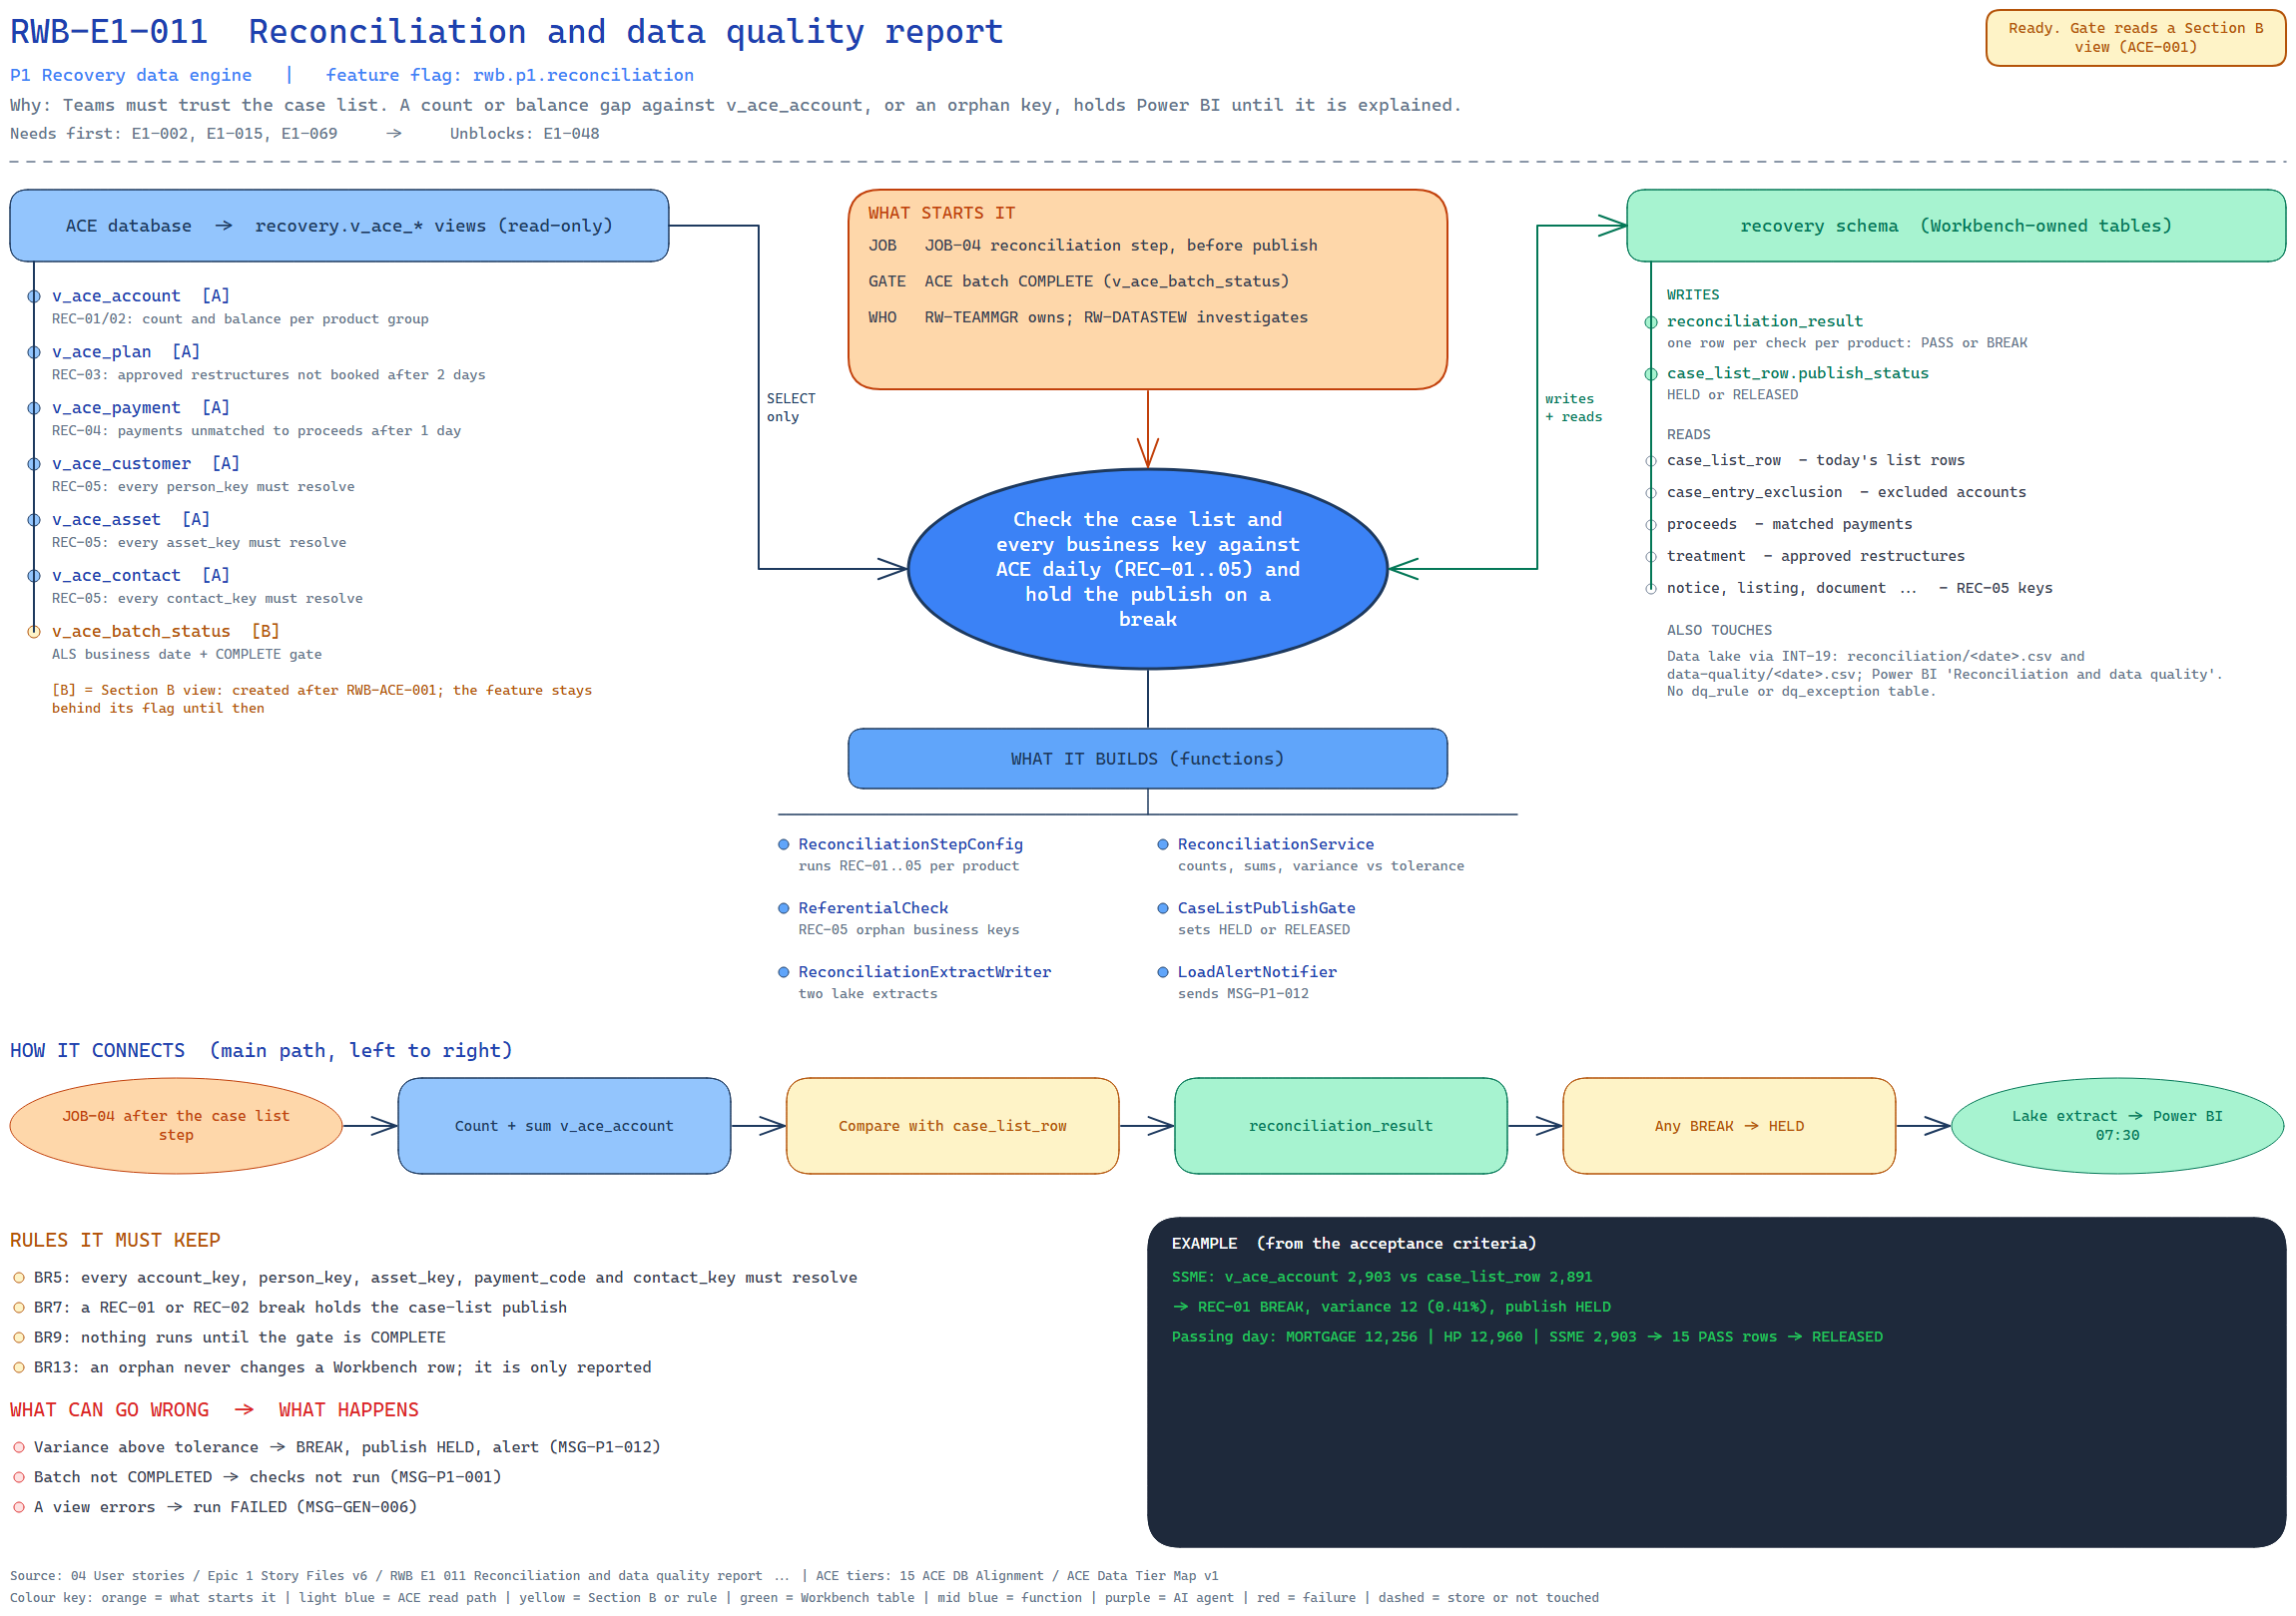 RWB-E1-011  Reconciliation and data quality report
Ready. Gate reads a Section B
view (ACE-001)
P1 Recovery data engine  |  feature flag: rwb.p1.reconciliation
Why: Teams must trust the case list. A count or balance gap against v_ace_account, or an orphan key, holds Power BI until it is explained.
Needs first: E1-002, E1-015, E1-069  →  Unblocks: E1-048
ACE database  →  recovery.v_ace_* views (read-only)
v_ace_account  [A]
REC-01/02: count and balance per product group
v_ace_plan  [A]
REC-03: approved restructures not booked after 2 days
v_ace_payment  [A]
REC-04: payments unmatched to proceeds after 1 day
v_ace_customer  [A]
REC-05: every person_key must resolve
v_ace_asset  [A]
REC-05: every asset_key must resolve
v_ace_contact  [A]
REC-05: every contact_key must resolve
v_ace_batch_status  [B]
ALS business date + COMPLETE gate
[B] = Section B view: created after RWB-ACE-001; the feature stays
behind its flag until then
SELECT
only
WHAT STARTS IT
JOB  JOB-04 reconciliation step, before publish
GATE  ACE batch COMPLETE (v_ace_batch_status)
WHO  RW-TEAMMGR owns; RW-DATASTEW investigates
Check the case list and
every business key against
ACE daily (REC-01..05) and
hold the publish on a
break
writes
+ reads
recovery schema  (Workbench-owned tables)
WRITES
reconciliation_result
one row per check per product: PASS or BREAK
case_list_row.publish_status
HELD or RELEASED
READS
case_list_row  - today's list rows
case_entry_exclusion  - excluded accounts
proceeds  - matched payments
treatment  - approved restructures
notice, listing, document ...  - REC-05 keys
ALSO TOUCHES
Data lake via INT-19: reconciliation/<date>.csv and
data-quality/<date>.csv; Power BI 'Reconciliation and data quality'.
No dq_rule or dq_exception table.
WHAT IT BUILDS (functions)
ReconciliationStepConfig
runs REC-01..05 per product
ReconciliationService
counts, sums, variance vs tolerance
ReferentialCheck
REC-05 orphan business keys
CaseListPublishGate
sets HELD or RELEASED
ReconciliationExtractWriter
two lake extracts
LoadAlertNotifier
sends MSG-P1-012
HOW IT CONNECTS  (main path, left to right)
JOB-04 after the case list
step
Count + sum v_ace_account
Compare with case_list_row
reconciliation_result
Any BREAK → HELD
Lake extract → Power BI
07:30
RULES IT MUST KEEP
BR5: every account_key, person_key, asset_key, payment_code and contact_key must resolve
BR7: a REC-01 or REC-02 break holds the case-list publish
BR9: nothing runs until the gate is COMPLETE
BR13: an orphan never changes a Workbench row; it is only reported
WHAT CAN GO WRONG  →  WHAT HAPPENS
Variance above tolerance → BREAK, publish HELD, alert (MSG-P1-012)
Batch not COMPLETED → checks not run (MSG-P1-001)
A view errors → run FAILED (MSG-GEN-006)
EXAMPLE  (from the acceptance criteria)
SSME: v_ace_account 2,903 vs case_list_row 2,891
→ REC-01 BREAK, variance 12 (0.41%), publish HELD
Passing day: MORTGAGE 12,256 | HP 12,960 | SSME 2,903 → 15 PASS rows → RELEASED
Source: 04 User stories / Epic 1 Story Files v6 / RWB E1 011 Reconciliation and data quality report ... | ACE tiers: 15 ACE DB Alignment / ACE Data Tier Map v1
Colour key: orange = what starts it | light blue = ACE read path | yellow = Section B or rule | green = Workbench table | mid blue = function | purple = AI agent | red = failure | dashed = store or not touched